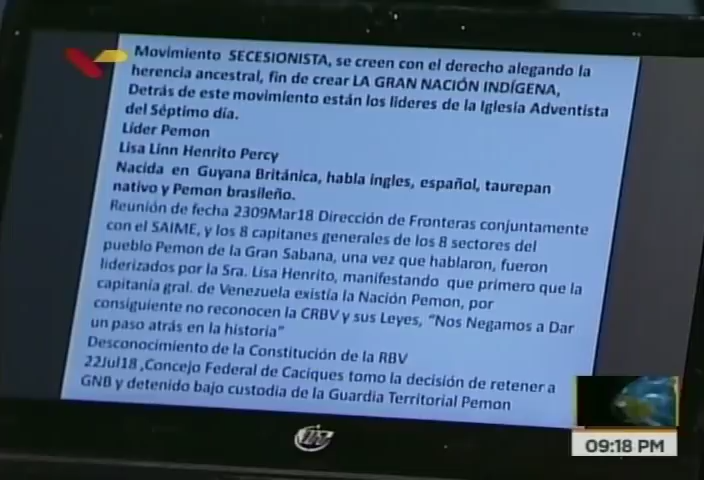 Movimiento SECESIONISTA, se creen con el derecho alegando la
herencia ancestral, fin de crear LA GRAN NACIÓN INDÍGENA,
Detrás de este movimiento están los lideres de la Iglesia Adventista
del Séptimo día.
Líder Pemon
Lisa Linn Henrito Percy
Nacida en Guyana Británica, habla ingles, español, taurepan
nativo y Pemon brasileño.
Reunión de fecha 2309Mar18 Dirección de Fronteras conjuntamente
con el SAIME, y los 8 capitanes generales de los 8 sectores del
pueblo Pemon de la Gran Sabana, una vez que hablaron, fueron
liderizados por la Sra. Lisa Henrito, manifestando que primero que la
capitanía gral. de Venezuela existía la Nación Pemon, por
consiguiente no reconocen la CRBV y sus Leyes, "Nos Negamos a Dar
un paso atrás en la historia"
Desconocimiento de la Constitución de la RBV
22Jul18 ,Concejo Federal de Caciques tomo la decisión de retener a
GNB y detenido bajo custodia de la Guardia Territorial Pemon
09:18 PM